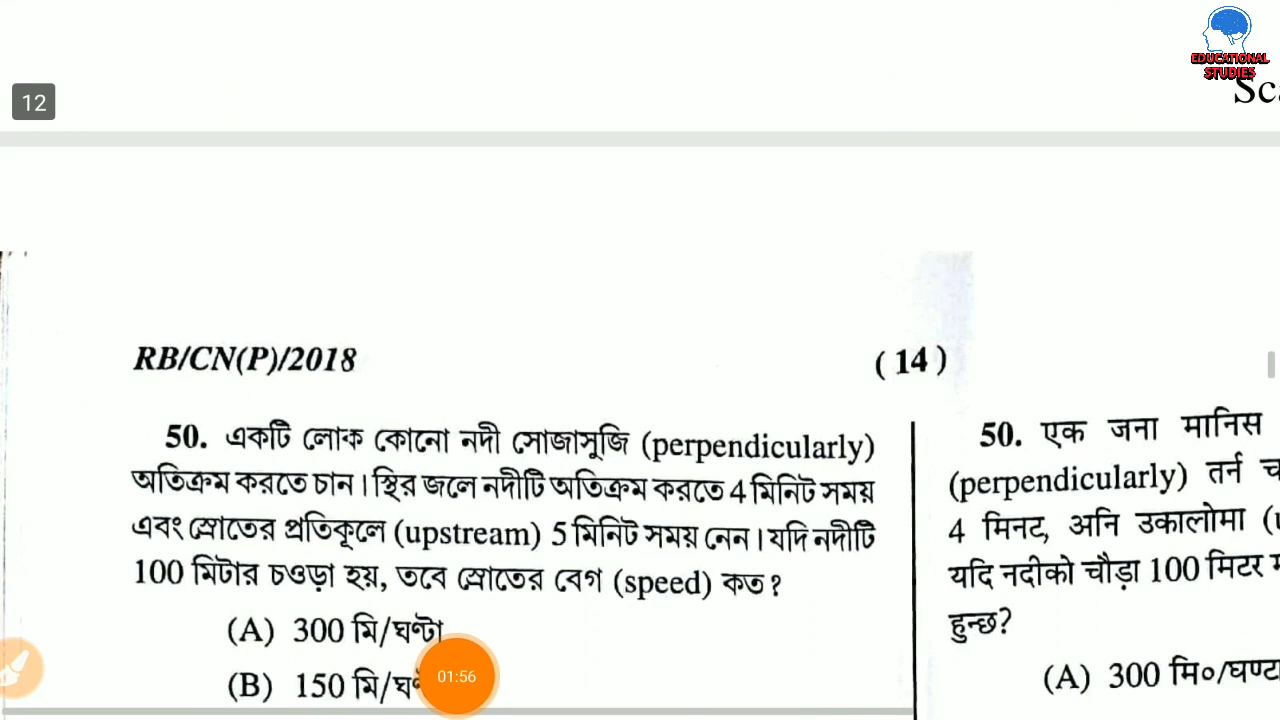 EDUCATIONAL
STUDIES
12
RB/CN(P)/2018
( 14 )
50. একটি লোক কোনো নদী সোজাসুজি (perpendicularly)
অতিক্রম করতে চান। স্থির জলে নদীটি অতিক্রম করতে 4 মিনিট সময়
এবং স্রোতের প্রতিকূলে (upstream) 5 মিনিট সময় নেন। যদি নদীটি
100 মিটার চওড়া হয়, তবে স্রোতের বেগ (speed) কত?
(A) 300 মি/ঘণ্টা
(B) 150
01:56
50. एक जना मानिस
(perpendicularly) तर्न
4 मिनट, अनि उकालोमा
यदि नदीको चौड़ा 100 मिटर
हुन्छ?
(A) 300 मि०/घण्टा